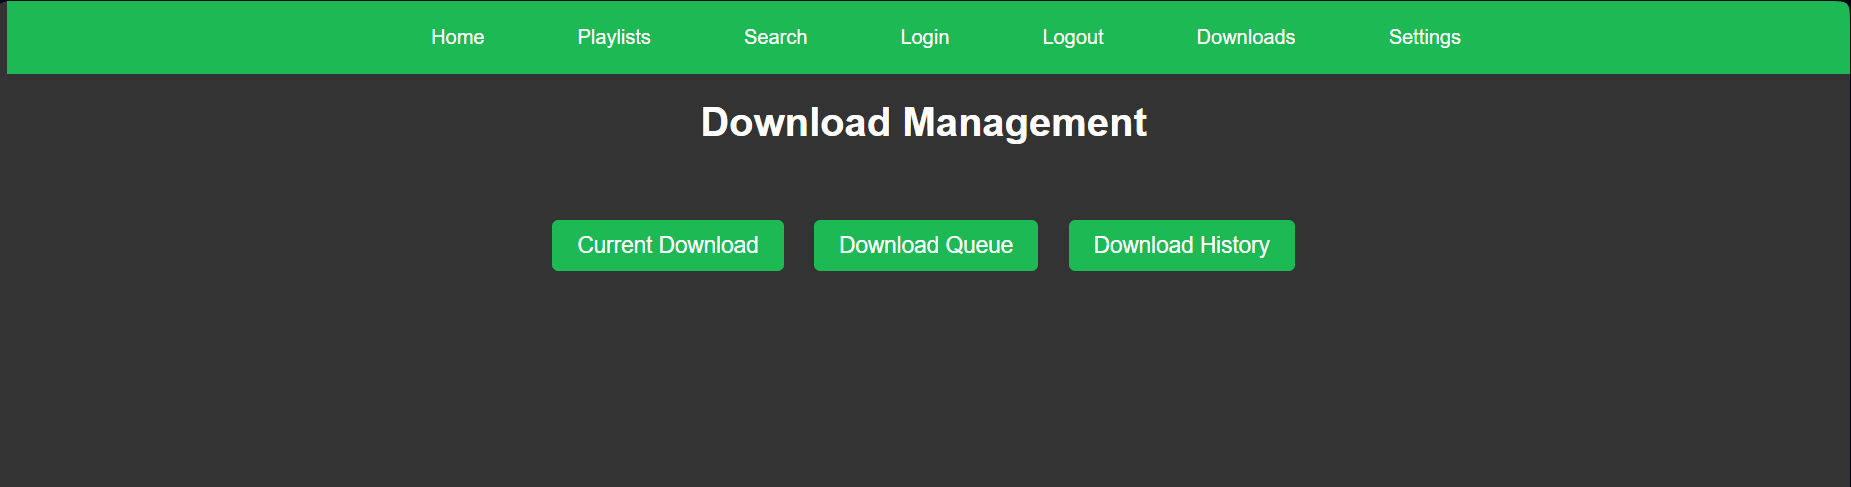 Home Playlists Search Login Logout Downloads Settings
Download Management
Current Download Download Queue Download History